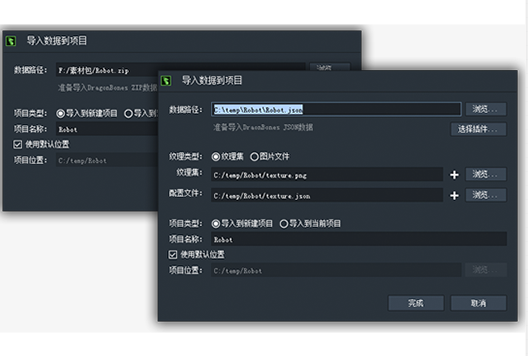 导入数据到项目
数据路径: F:/素材包/Robot.zip 浏览...
准备导入DragonBones ZIP数据
项目类型: 导入到新建项目 导入到
项目名称: Robot
使用默认位置
项目位置: C:/temp/Robot
导入数据到项目
数据路径: C:\temp\Robot\Robot.json 浏览...
准备导入DragonBones JSON数据 选择插件...
纹理类型: 纹理集 图片文件
纹理集: C:/temp/Robot/texture.png 浏览...
配置文件: C:/temp/Robot/texture.json 浏览...
项目类型: 导入到新建项目 导入到当前项目
项目名称: Robot
使用默认位置
项目位置: C:/temp/Robot 浏览...
完成 取消